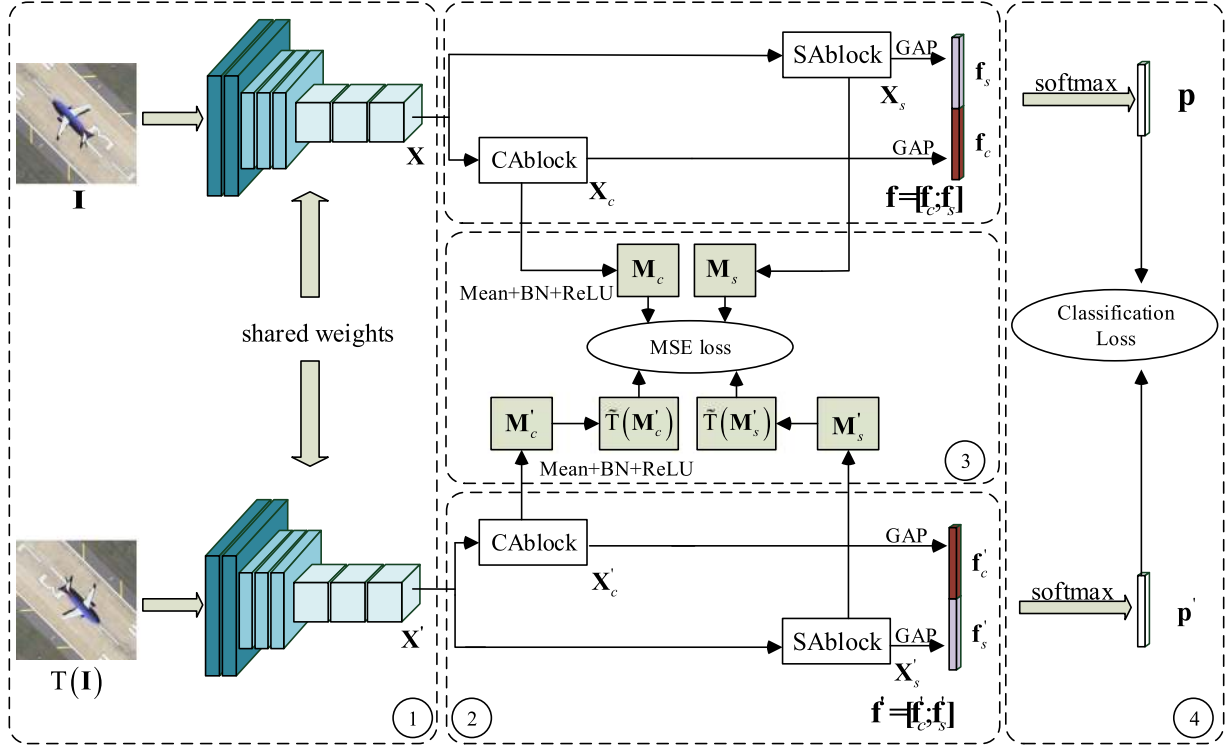 I
X
SAblock
GAP
X_s
f_s
CAblock
GAP
X_c
f_c
f=[f_c;f_s]
softmax
p
shared weights
M_c
M_s
Mean+BN+ReLU
MSE loss
M'_c
T̃(M'_c)
T̃(M'_s)
M'_s
Mean+BN+ReLU
3
Classification
Loss
T(I)
X'
CAblock
GAP
X'_c
f'_c
SAblock
GAP
X'_s
f'_s
f'=[f'_c;f'_s]
softmax
p'
1
2
4